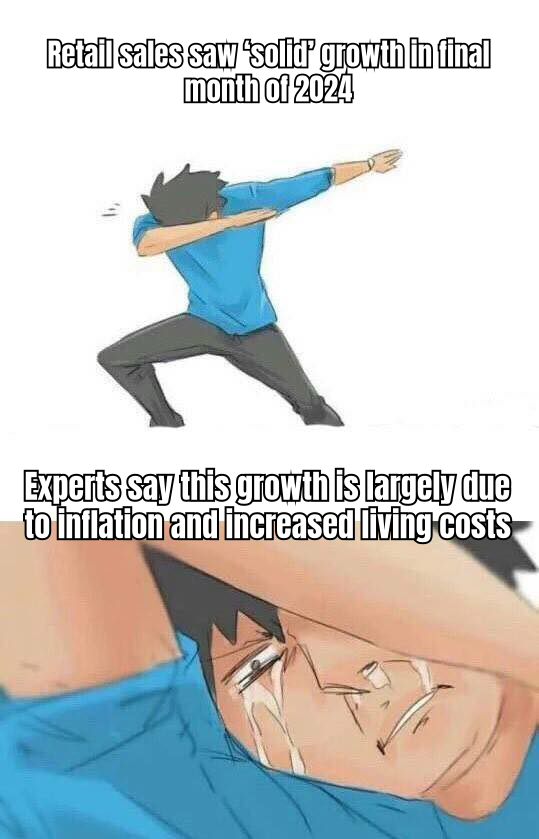 Retail sales saw ‘solid’ growth in final
month of 2024
Experts say this growth is largely due
to inflation and increased living costs